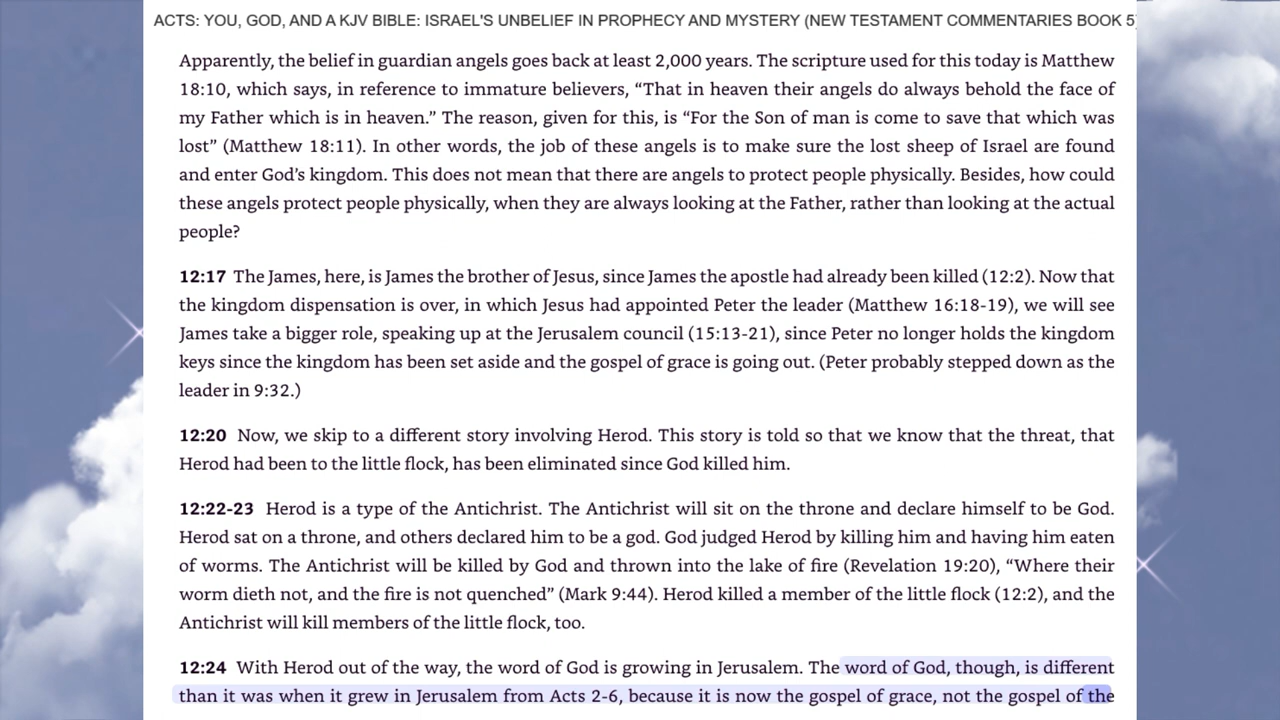 ACTS: YOU, GOD, AND A KJV BIBLE: ISRAEL'S UNBELIEF IN PROPHECY AND MYSTERY (NEW TESTAMENT COMMENTARIES BOOK 5)
Apparently, the belief in guardian angels goes back at least 2,000 years. The scripture used for this today is Matthew
18:10, which says, in reference to immature believers, “That in heaven their angels do always behold the face of
my Father which is in heaven.” The reason, given for this, is “For the Son of man is come to save that which was
lost” (Matthew 18:11). In other words, the job of these angels is to make sure the lost sheep of Israel are found
and enter God’s kingdom. This does not mean that there are angels to protect people physically. Besides, how could
these angels protect people physically, when they are always looking at the Father, rather than looking at the actual
people?
12:17 The James, here, is James the brother of Jesus, since James the apostle had already been killed (12:2). Now that
the kingdom dispensation is over, in which Jesus had appointed Peter the leader (Matthew 16:18-19), we will see
James take a bigger role, speaking up at the Jerusalem council (15:13-21), since Peter no longer holds the kingdom
keys since the kingdom has been set aside and the gospel of grace is going out. (Peter probably stepped down as the
leader in 9:32.)
12:20 Now, we skip to a different story involving Herod. This story is told so that we know that the threat, that
Herod had been to the little flock, has been eliminated since God killed him.
12:22-23 Herod is a type of the Antichrist. The Antichrist will sit on the throne and declare himself to be God.
Herod sat on a throne, and others declared him to be a god. God judged Herod by killing him and having him eaten
of worms. The Antichrist will be killed by God and thrown into the lake of fire (Revelation 19:20), “Where their
worm dieth not, and the fire is not quenched” (Mark 9:44). Herod killed a member of the little flock (12:2), and the
Antichrist will kill members of the little flock, too.
12:24 With Herod out of the way, the word of God is growing in Jerusalem. The word of God, though, is different
than it was when it grew in Jerusalem from Acts 2-6, because it is now the gospel of grace, not the gospel of the